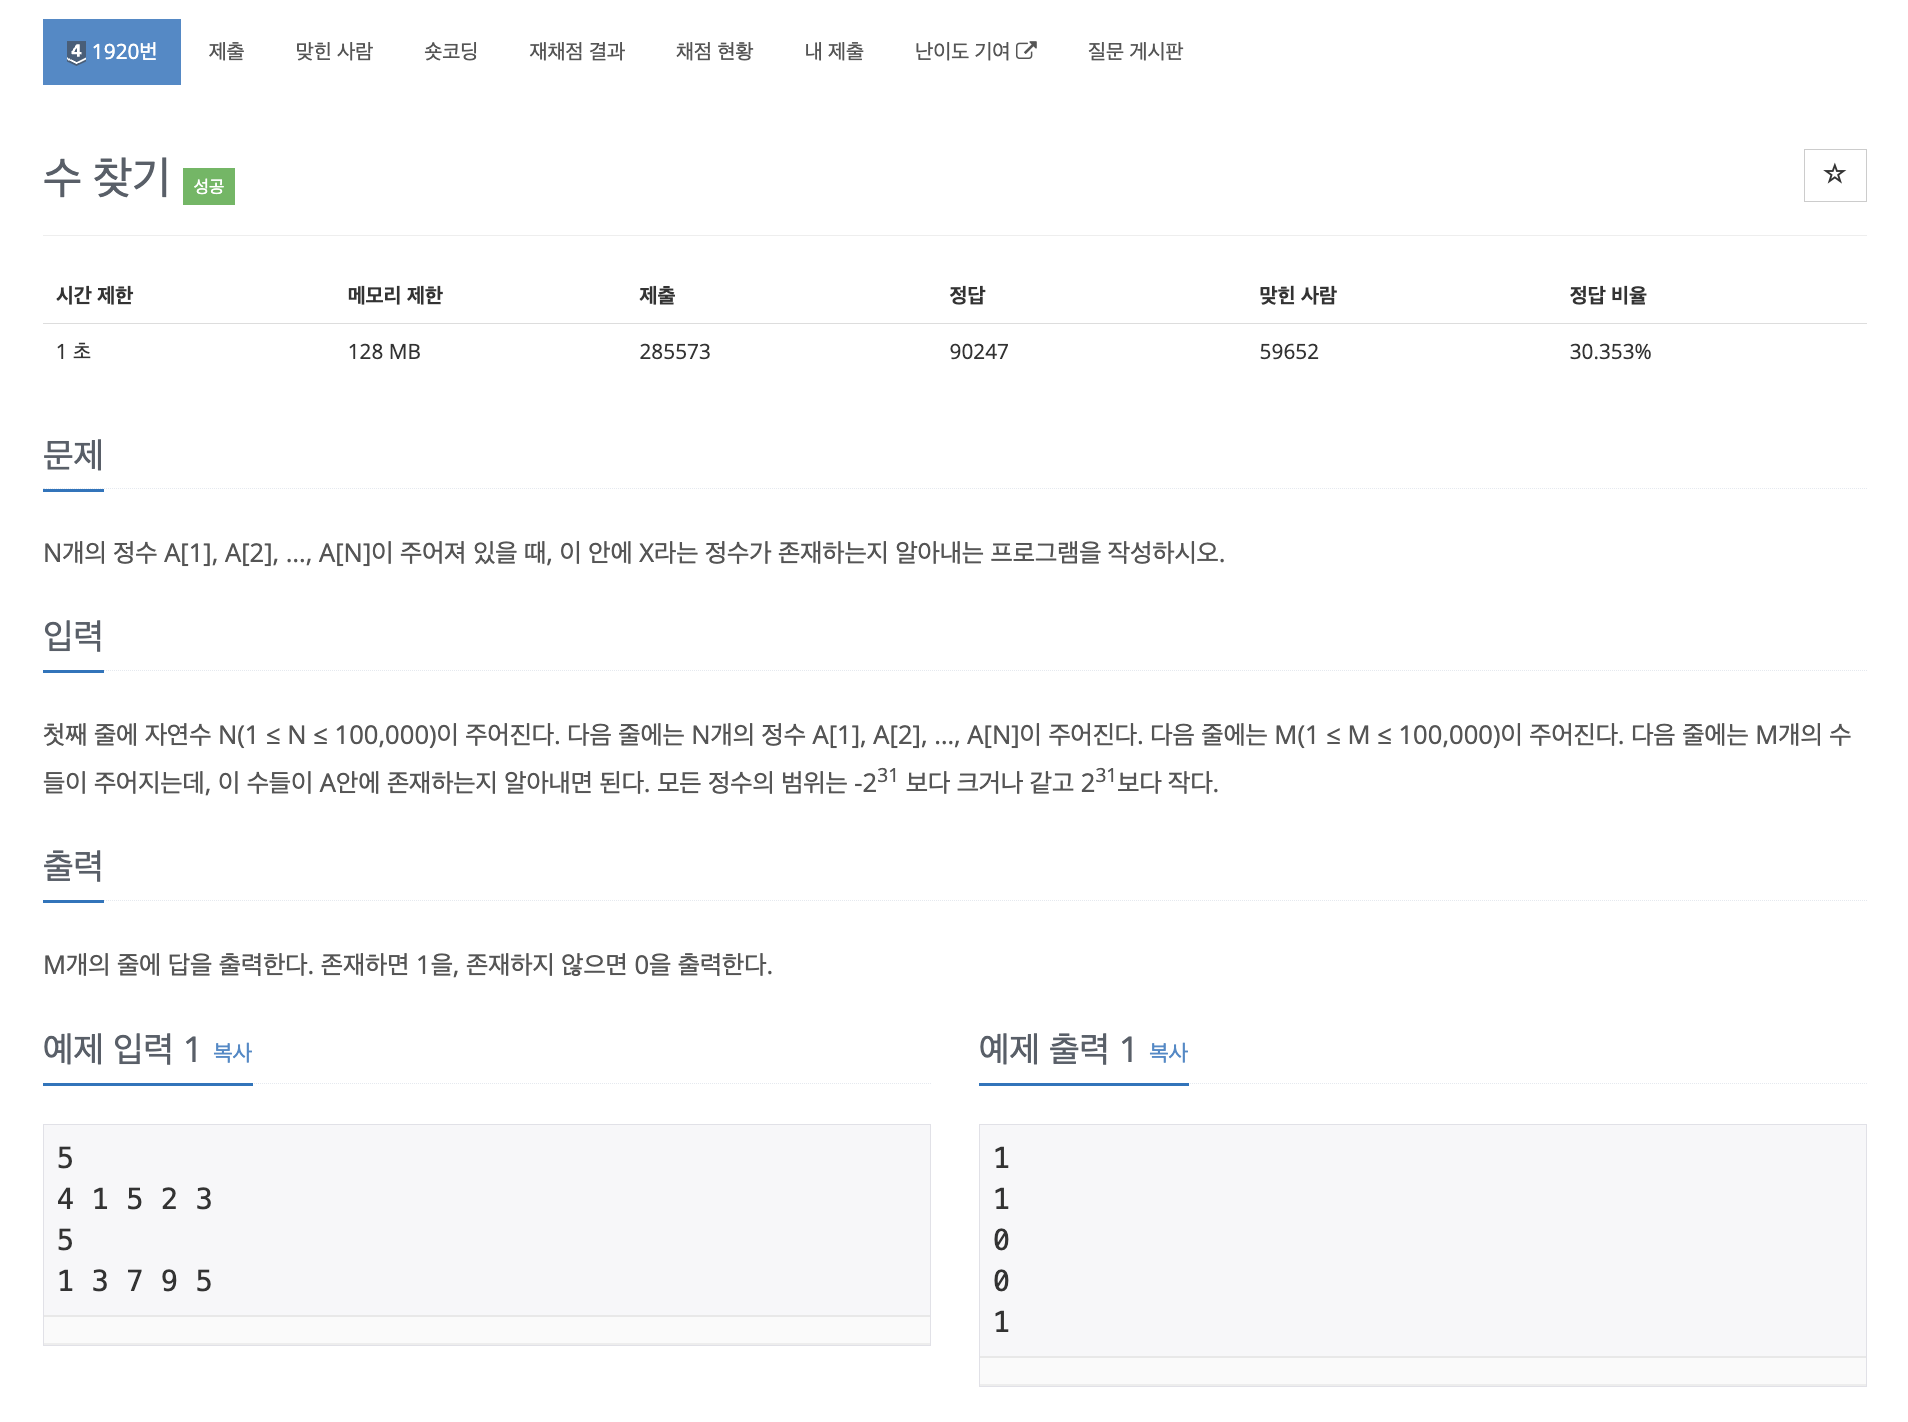 4 1920번 제출 맞힌 사람 숏코딩 재채점 결과 채점 현황 내 제출 난이도 기여 질문 게시판
수 찾기 성공
시간 제한 메모리 제한 제출 정답 맞힌 사람 정답 비율
1 초 128 MB 285573 90247 59652 30.353%
문제
N개의 정수 A[1], A[2], …, A[N]이 주어져 있을 때, 이 안에 X라는 정수가 존재하는지 알아내는 프로그램을 작성하시오.
입력
첫째 줄에 자연수 N(1 ≤ N ≤ 100,000)이 주어진다. 다음 줄에는 N개의 정수 A[1], A[2], …, A[N]이 주어진다. 다음 줄에는 M(1 ≤ M ≤ 100,000)이 주어진다. 다음 줄에는 M개의 수
들이 주어지는데, 이 수들이 A안에 존재하는지 알아내면 된다. 모든 정수의 범위는 -2³¹ 보다 크거나 같고 2³¹보다 작다.
출력
M개의 줄에 답을 출력한다. 존재하면 1을, 존재하지 않으면 0을 출력한다.
예제 입력 1 복사
5
4 1 5 2 3
5
1 3 7 9 5
예제 출력 1 복사
1
1
0
0
1